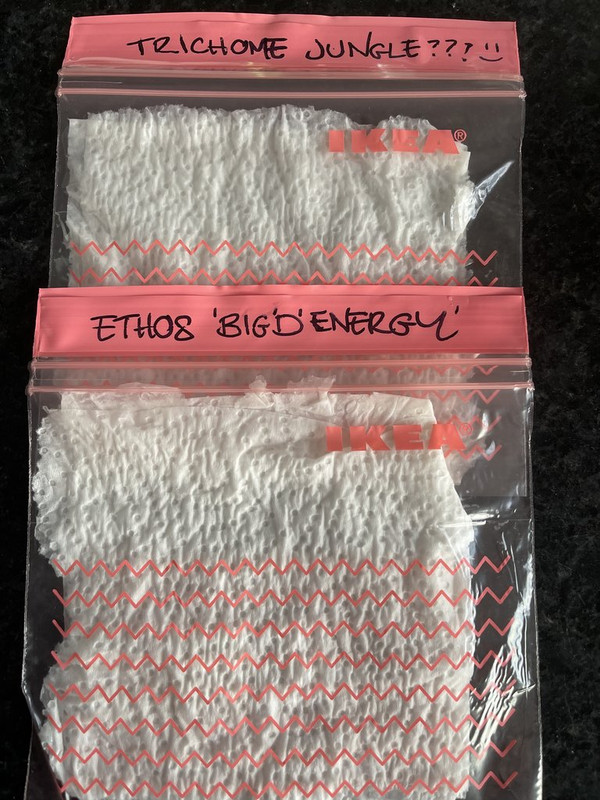 TRICHOME JUNGLE???:)
IKEA®
ETHOS 'BIG'D'ENERGY'
IKEA®